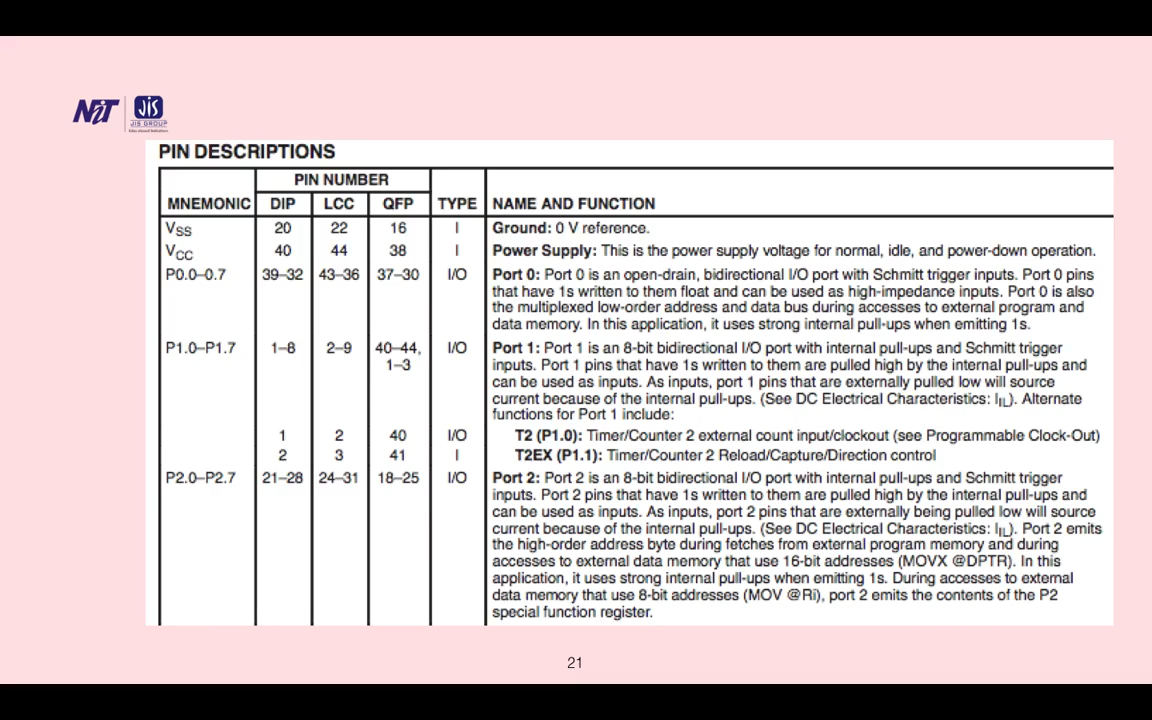 NiT JIS
JIS GROUP
Educational Initiatives
PIN DESCRIPTIONS
PIN NUMBER
MNEMONIC DIP LCC QFP TYPE NAME AND FUNCTION
VSS 20 22 16 I Ground: 0 V reference.
VCC 40 44 38 I Power Supply: This is the power supply voltage for normal, idle, and power-down operation.
P0.0–0.7 39–32 43–36 37–30 I/O Port 0: Port 0 is an open-drain, bidirectional I/O port with Schmitt trigger inputs. Port 0 pins
that have 1s written to them float and can be used as high-impedance inputs. Port 0 is also
the multiplexed low-order address and data bus during accesses to external program and
data memory. In this application, it uses strong internal pull-ups when emitting 1s.
P1.0–P1.7 1–8 2–9 40–44, I/O Port 1: Port 1 is an 8-bit bidirectional I/O port with internal pull-ups and Schmitt trigger
1–3 inputs. Port 1 pins that have 1s written to them are pulled high by the internal pull-ups and
can be used as inputs. As inputs, port 1 pins that are externally pulled low will source
current because of the internal pull-ups. (See DC Electrical Characteristics: IIL). Alternate
functions for Port 1 include:
1 2 40 I/O T2 (P1.0): Timer/Counter 2 external count input/clockout (see Programmable Clock-Out)
2 3 41 I T2EX (P1.1): Timer/Counter 2 Reload/Capture/Direction control
P2.0–P2.7 21–28 24–31 18–25 I/O Port 2: Port 2 is an 8-bit bidirectional I/O port with internal pull-ups and Schmitt trigger
inputs. Port 2 pins that have 1s written to them are pulled high by the internal pull-ups and
can be used as inputs. As inputs, port 2 pins that are externally being pulled low will source
current because of the internal pull-ups. (See DC Electrical Characteristics: IIL). Port 2 emits
the high-order address byte during fetches from external program memory and during
accesses to external data memory that use 16-bit addresses (MOVX @DPTR). In this
application, it uses strong internal pull-ups when emitting 1s. During accesses to external
data memory that use 8-bit addresses (MOV @Ri), port 2 emits the contents of the P2
special function register.
21